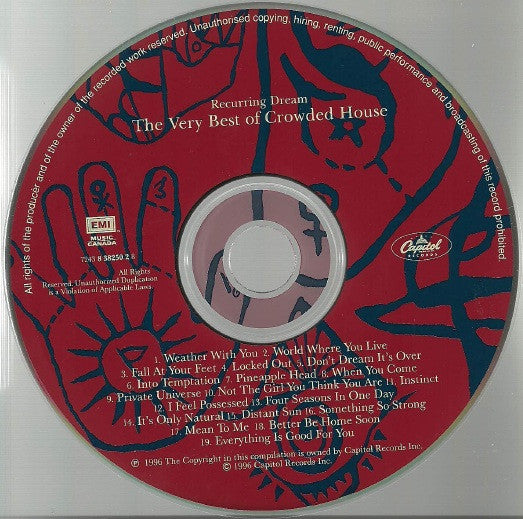 All rights of the producer and of the owner of the recorded work reserved. Unauthorised copying, hiring, renting, public performance and broadcasting of this record prohibited.
Recurring Dream
The Very Best of Crowded House
3
EMI
MUSIC
CANADA
7243 8 38250 2 8
All Rights
Reserved. Unauthorized Duplication
is a Violation of Applicable Laws.
Capitol
RECORDS
1. Weather With You 2. World Where You Live
3. Fall At Your Feet 4. Locked Out 5. Don't Dream It's Over
6. Into Temptation 7. Pineapple Head 8. When You Come
9. Private Universe 10. Not The Girl You Think You Are 11. Instinct
12. I Feel Possessed 13. Four Seasons In One Day
14. It's Only Natural 15. Distant Sun 16. Something So Strong
17. Mean To Me 18. Better Be Home Soon
19. Everything Is Good For You
℗ 1996 The Copyright in this compilation is owned by Capitol Records Inc.
© 1996 Capitol Records Inc.